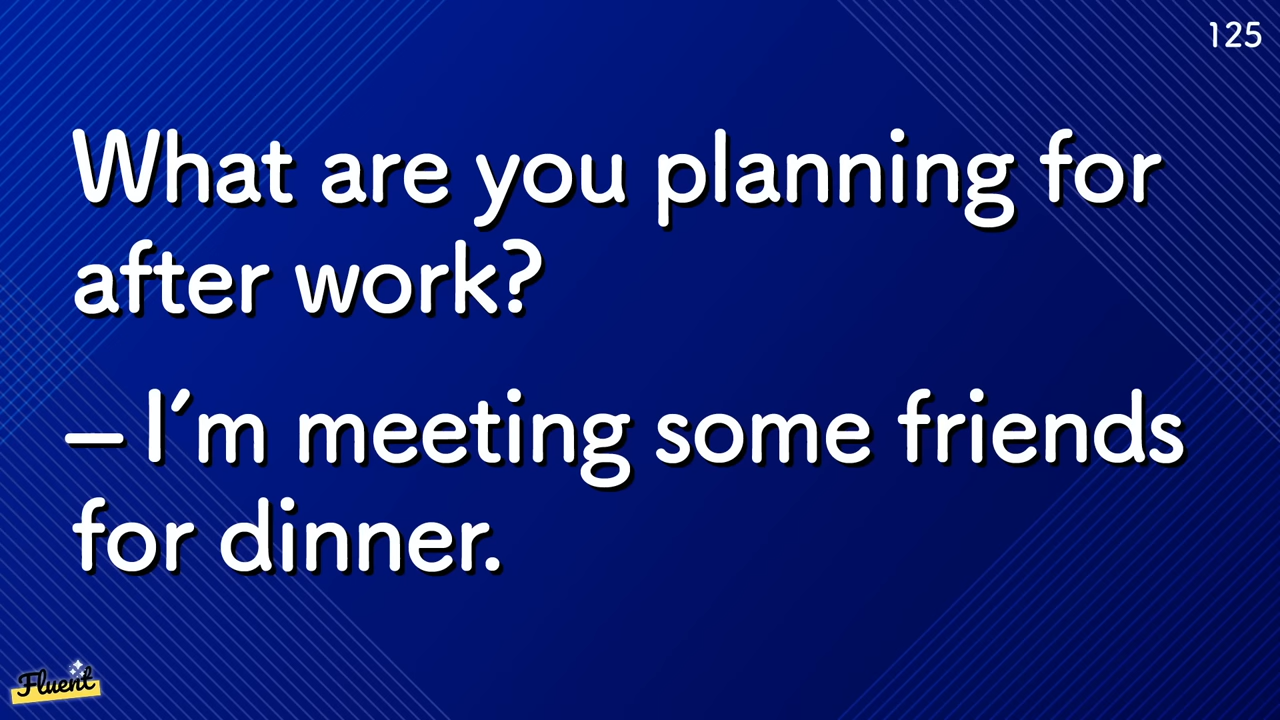 125
What are you planning for
after work?
– I´m meeting some friends
for dinner.
Fluent